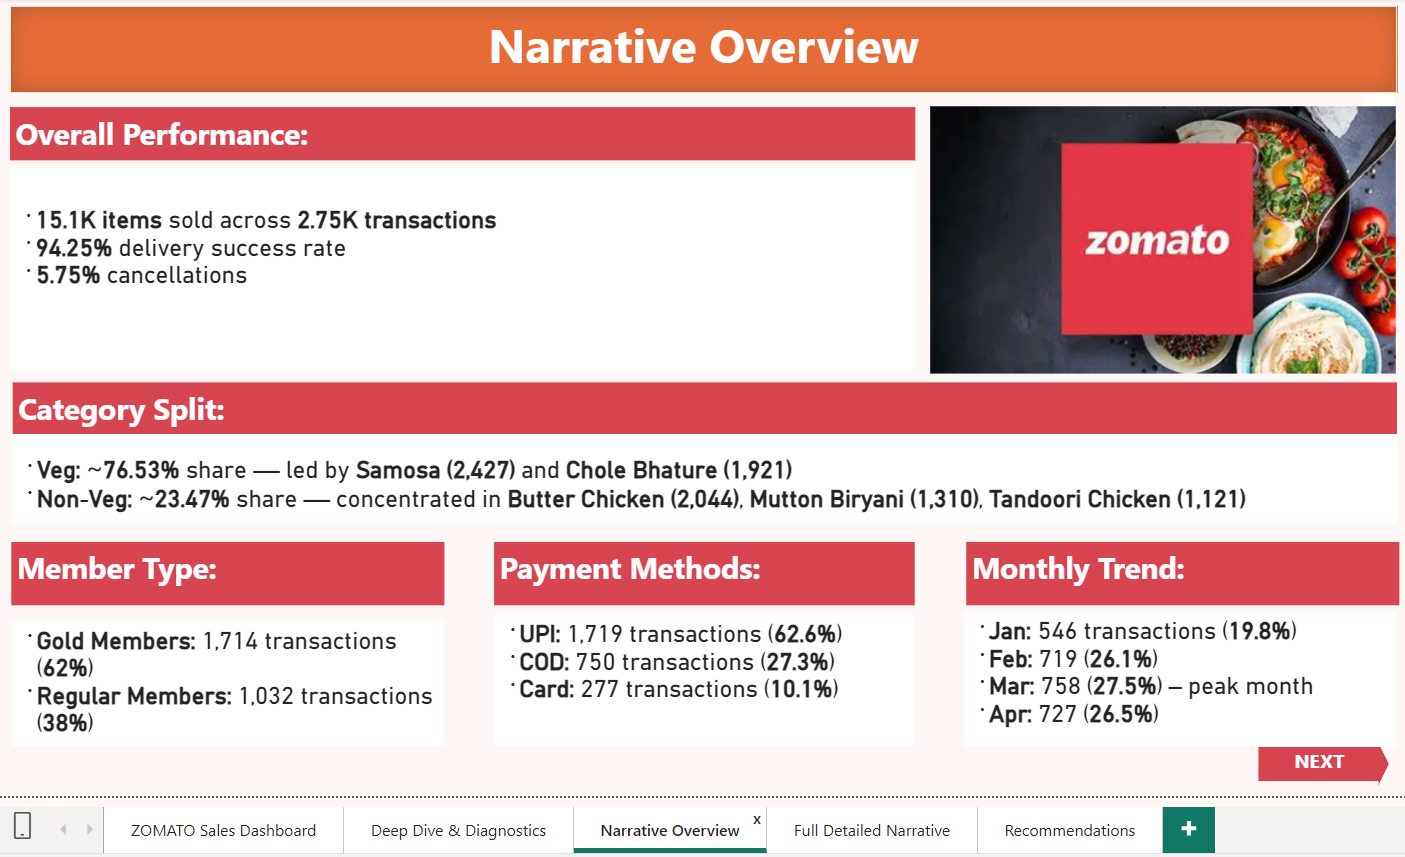 Narrative Overview
Overall Performance:
· 15.1K items sold across 2.75K transactions
· 94.25% delivery success rate
· 5.75% cancellations
zomato
Category Split:
· Veg: ~76.53% share — led by Samosa (2,427) and Chole Bhature (1,921)
· Non-Veg: ~23.47% share — concentrated in Butter Chicken (2,044), Mutton Biryani (1,310), Tandoori Chicken (1,121)
Member Type:
· Gold Members: 1,714 transactions
(62%)
· Regular Members: 1,032 transactions
(38%)
Payment Methods:
· UPI: 1,719 transactions (62.6%)
· COD: 750 transactions (27.3%)
· Card: 277 transactions (10.1%)
Monthly Trend:
· Jan: 546 transactions (19.8%)
· Feb: 719 (26.1%)
· Mar: 758 (27.5%) – peak month
· Apr: 727 (26.5%)
NEXT
ZOMATO Sales Dashboard
Deep Dive & Diagnostics
Narrative Overview x
Full Detailed Narrative
Recommendations
+